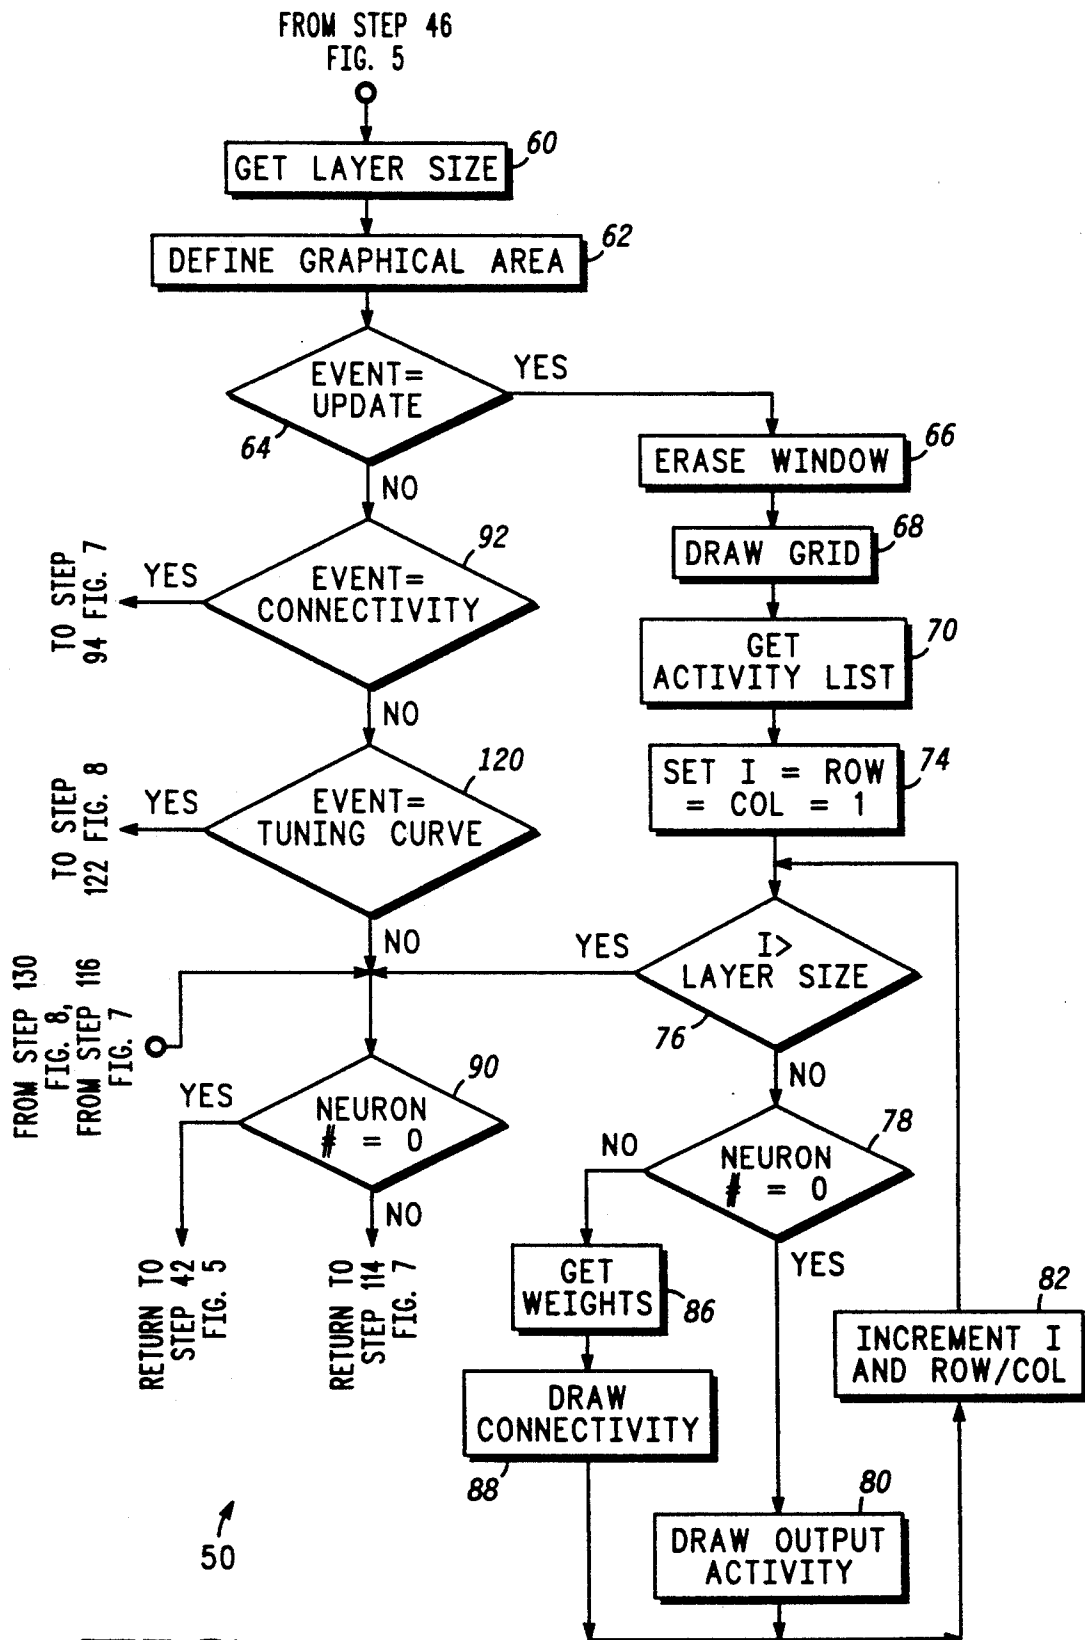 FROM STEP 46
FIG. 5
GET LAYER SIZE
60
DEFINE GRAPHICAL AREA
62
EVENT=
UPDATE
64
YES
NO
ERASE WINDOW
66
DRAW GRID
68
EVENT=
CONNECTIVITY
92
YES
TO STEP
94 FIG. 7
NO
GET
ACTIVITY LIST
70
SET I = ROW
= COL = 1
74
EVENT=
TUNING CURVE
120
YES
TO STEP
122 FIG. 8
NO
I>
LAYER SIZE
76
YES
NO
FROM STEP 130
FIG. 8,
FROM STEP 116
FIG. 7
NEURON
# = 0
90
YES
NO
RETURN TO
STEP 42
FIG. 5
RETURN TO
STEP 114
FIG. 7
NEURON
# = 0
78
NO
YES
GET
WEIGHTS
86
INCREMENT I
AND ROW/COL
82
DRAW
CONNECTIVITY
88
DRAW OUTPUT
ACTIVITY
80
50